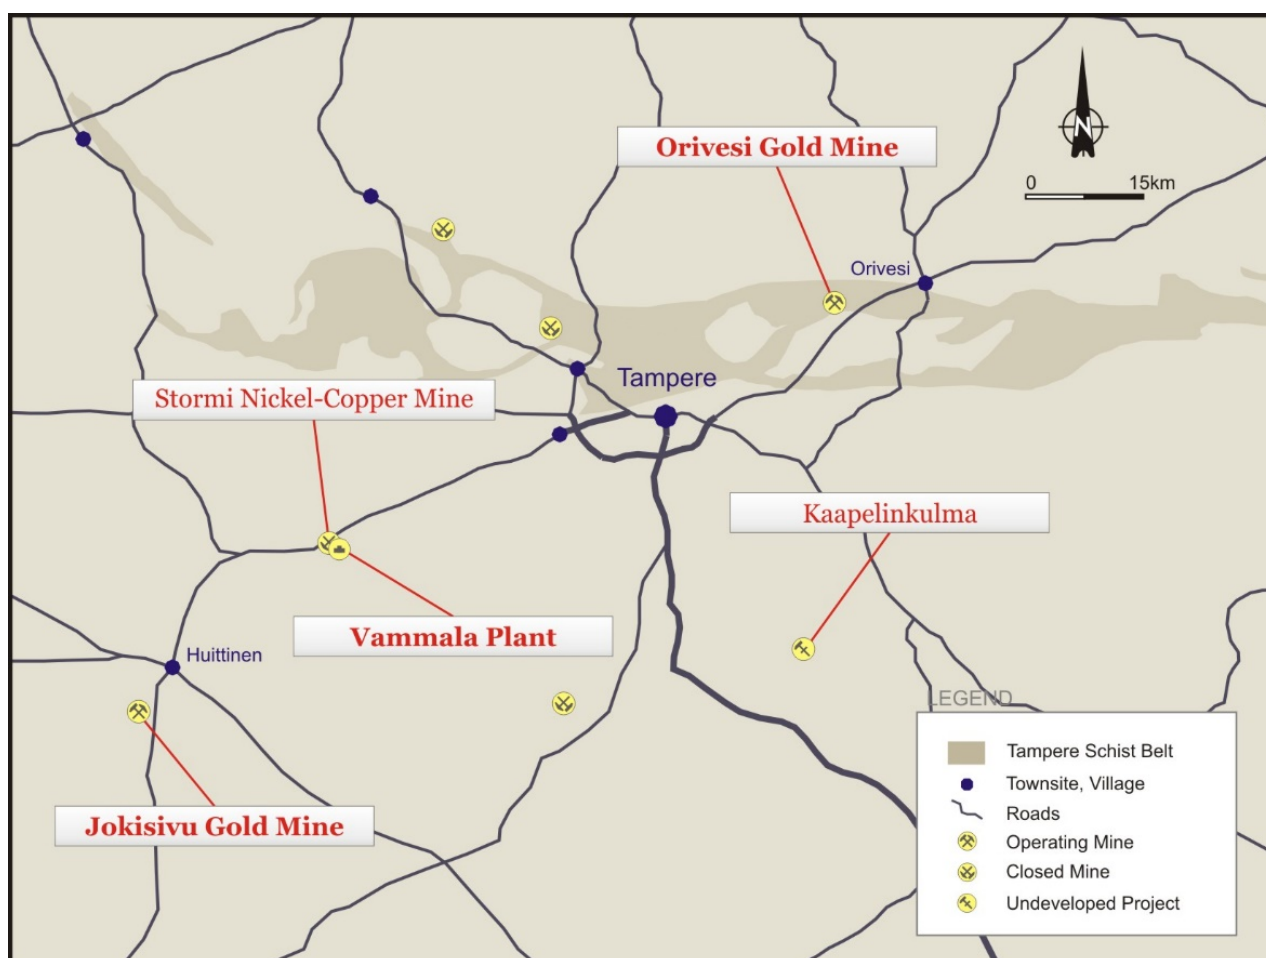 Orivesi Gold Mine
N
0 15km
Orivesi
Tampere
Stormi Nickel-Copper Mine
Kaapelinkulma
Vammala Plant
Huittinen
Jokisivu Gold Mine
LEGEND
Tampere Schist Belt
Townsite, Village
Roads
Operating Mine
Closed Mine
Undeveloped Project